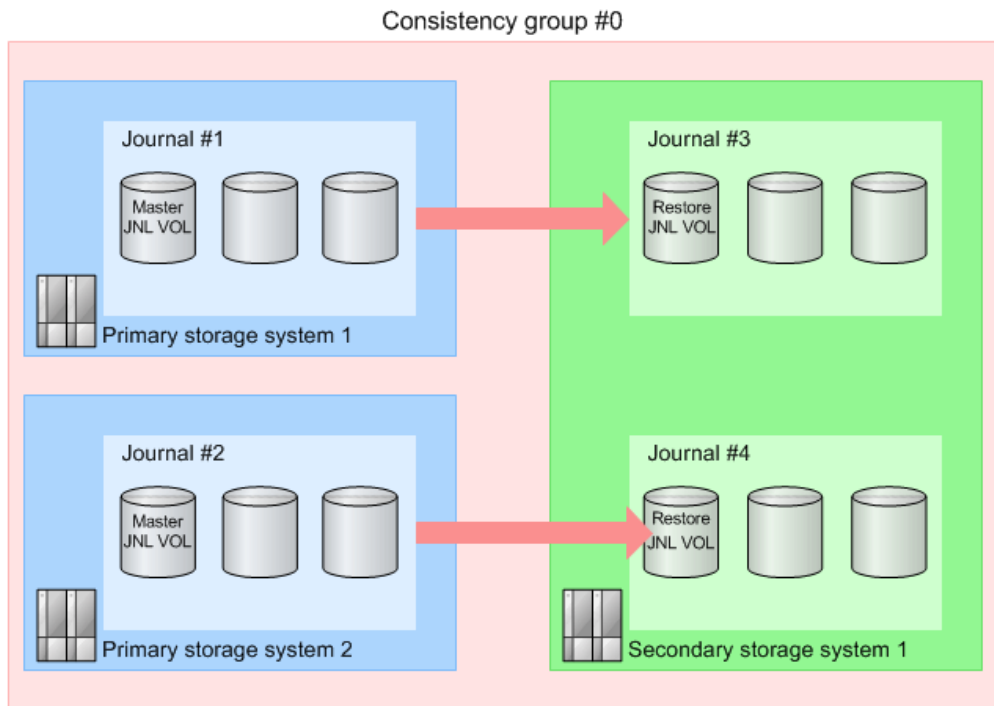 Consistency group #0
Journal #1
Master
JNL VOL
Primary storage system 1
Journal #3
Restore
JNL VOL
Journal #2
Master
JNL VOL
Primary storage system 2
Journal #4
Restore
JNL VOL
Secondary storage system 1